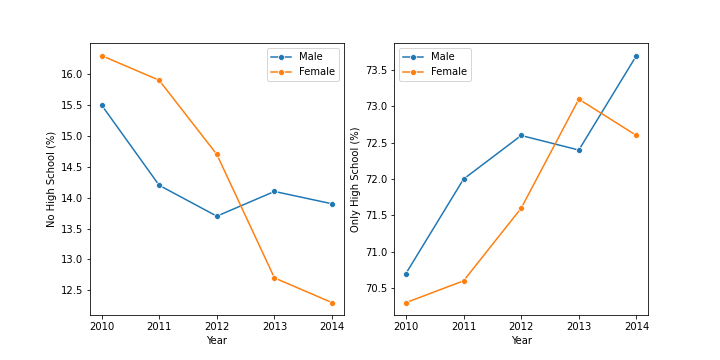 Male
Female
16.0
15.5
15.0
14.5
14.0
13.5
13.0
12.5
No High School (%)
2010 2011 2012 2013 2014
Year
Male
Female
73.5
73.0
72.5
72.0
71.5
71.0
70.5
Only High School (%)
2010 2011 2012 2013 2014
Year